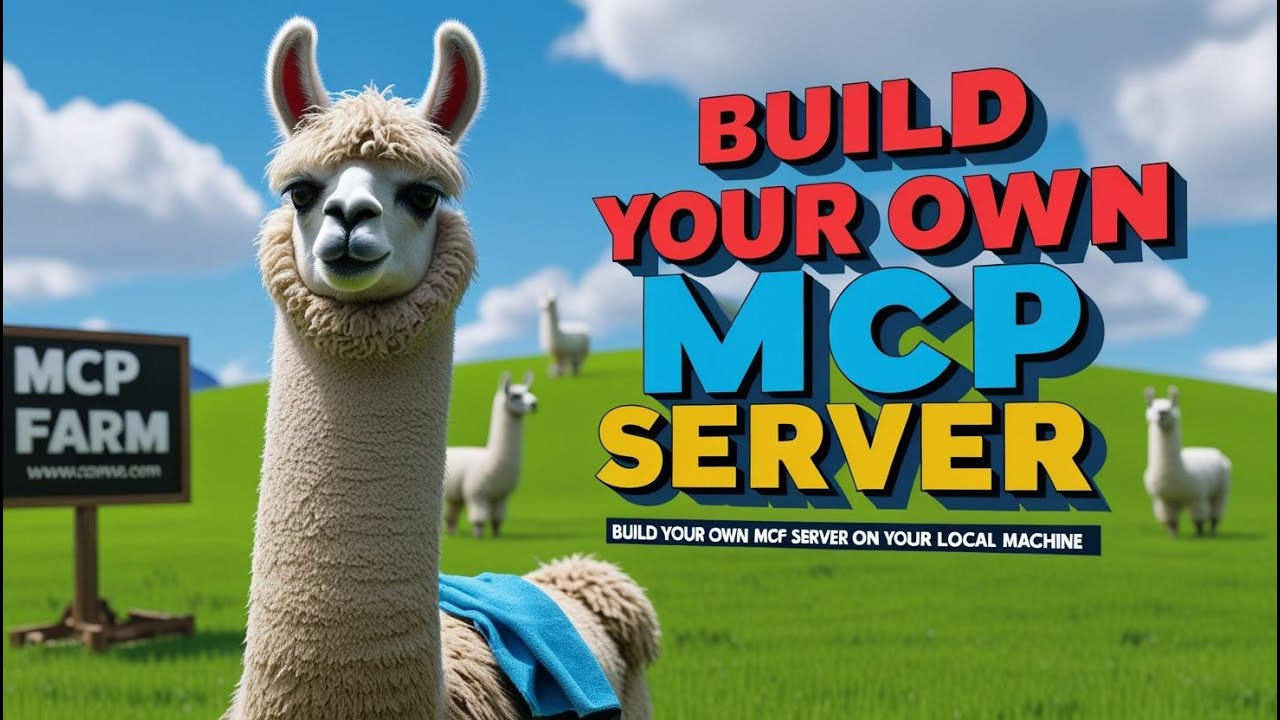 BUILD
YOUR OWN
MCP
SERVER
BUILD YOUR OWN MCF SERVER ON YOUR LOCAL MACHINE
MCP
FARM